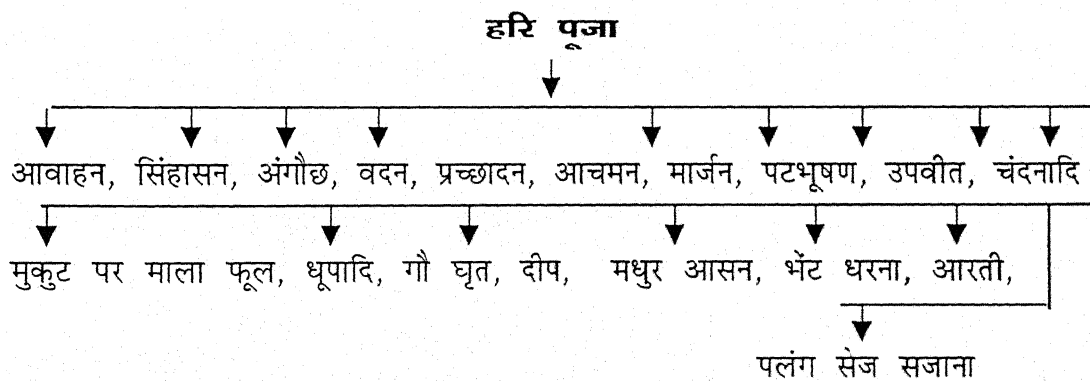 हरि पूजा
आवाहन, सिंहासन, अंगौछ, वदन, प्रच्छादन, आचमन, मार्जन, पटभूषण, उपवीत, चंदनादि
मुकुट पर माला फूल, धूपादि, गौ घृत, दीप, मधुर आसन, भेंट धरना, आरती,
पलंग सेज सजाना